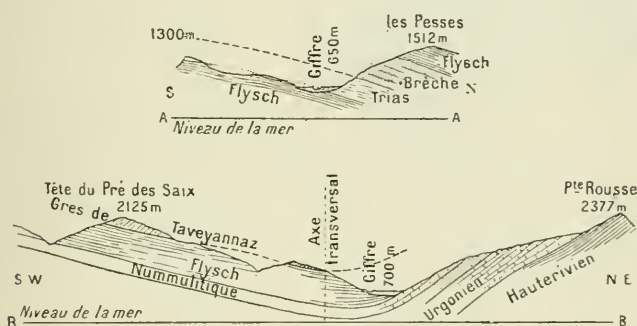 les Pesses
1512m
1300m
Giffre
650m
Flysch
Brèche
S
Flysch
Trias
N
A
A
Niveau de la mer
Tête du Pré des Saix
2125m
Grès de
Taveyannaz
Axe
transversal
Giffre
700m
Pte Rousse
2377m
SW
Flysch
Nummulitique
Urgonien
Hauterivien
NE
Niveau de la mer
B
B